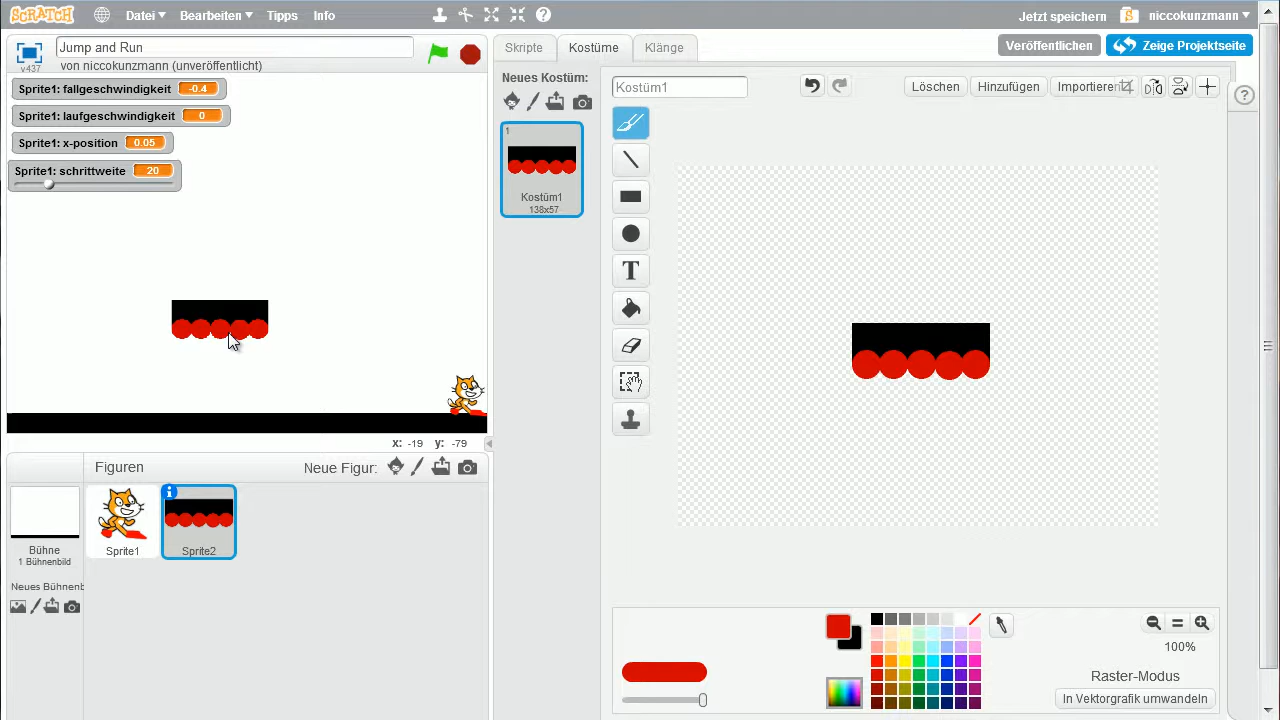 SCRATCH Datei Bearbeiten Tipps Info Jetzt speichern niccokunzmann
v437 Jump and Run
von niccokunzmann (unveröffentlicht)
Skripte Kostüme Klänge Veröffentlichen Zeige Projektseite
Sprite1: fallgeschwindigkeit -0.4
Sprite1: laufgeschwindigkeit 0
Sprite1: x-position 0.05
Sprite1: schrittweite 20
Neues Kostüm:
1
Kostüm1
138x57
Kostüm1 Löschen Hinzufügen Importieren
T
?
x: -19 y: -79
Figuren Neue Figur:
Bühne
1 Bühnenbild
Neues Bühnenb
Sprite1
i
Sprite2
100%
Raster-Modus
In Vektorgrafik umwandeln